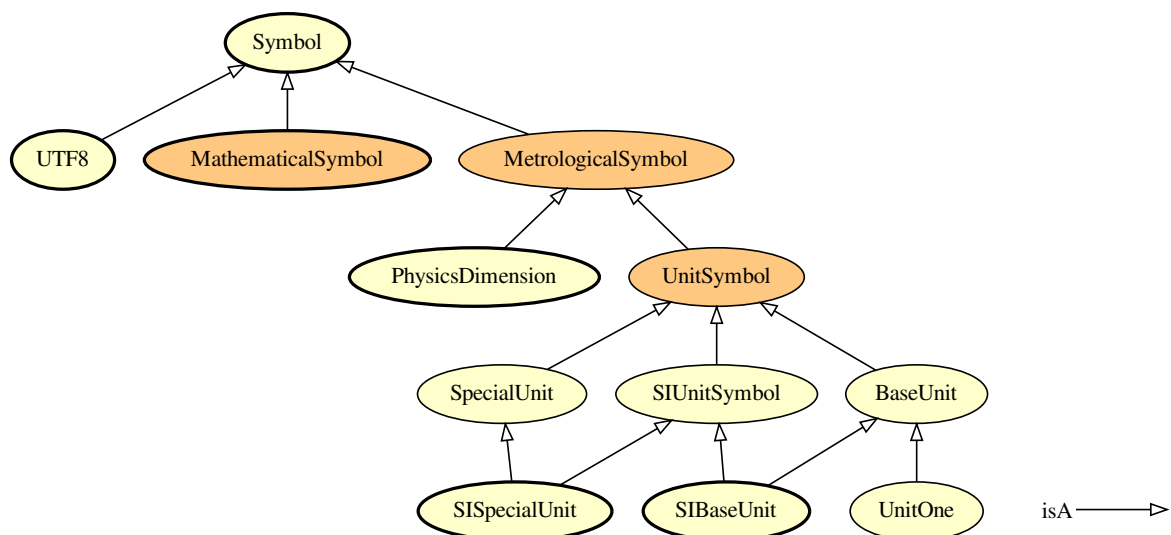 Symbol
UTF8
MathematicalSymbol
MetrologicalSymbol
PhysicsDimension
UnitSymbol
SpecialUnit
SIUnitSymbol
BaseUnit
SISpecialUnit
SIBaseUnit
UnitOne
isA